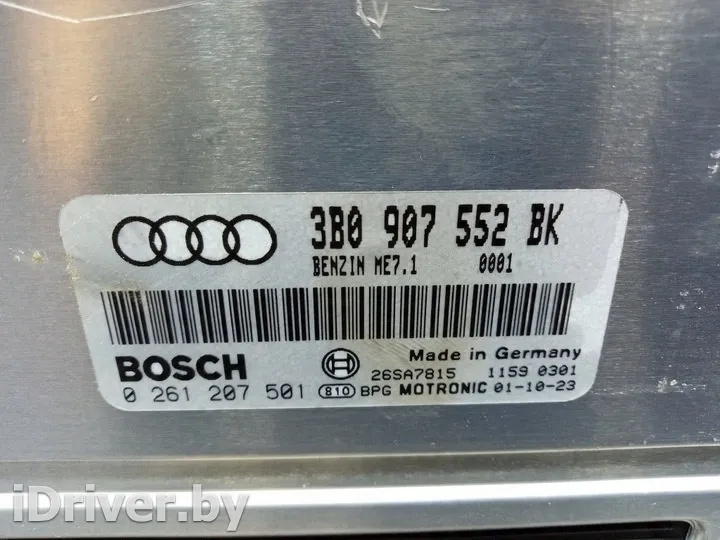 3B0 907 552 BK
BENZIN ME7.1 0001
BOSCH
Made in Germany
26SA7815 1159 0301
0 261 207 501 810 BPG MOTRONIC 01-10-23
iDriver.by